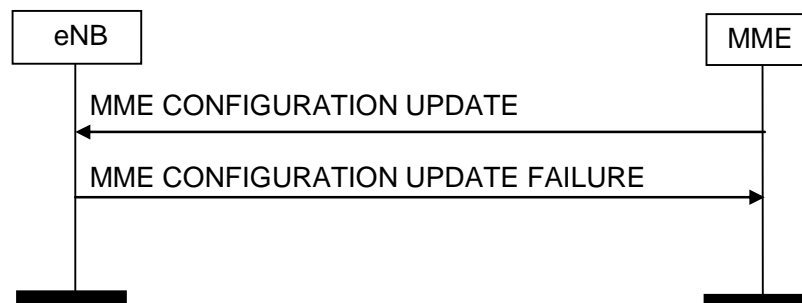 eNB
MME
MME CONFIGURATION UPDATE
MME CONFIGURATION UPDATE FAILURE